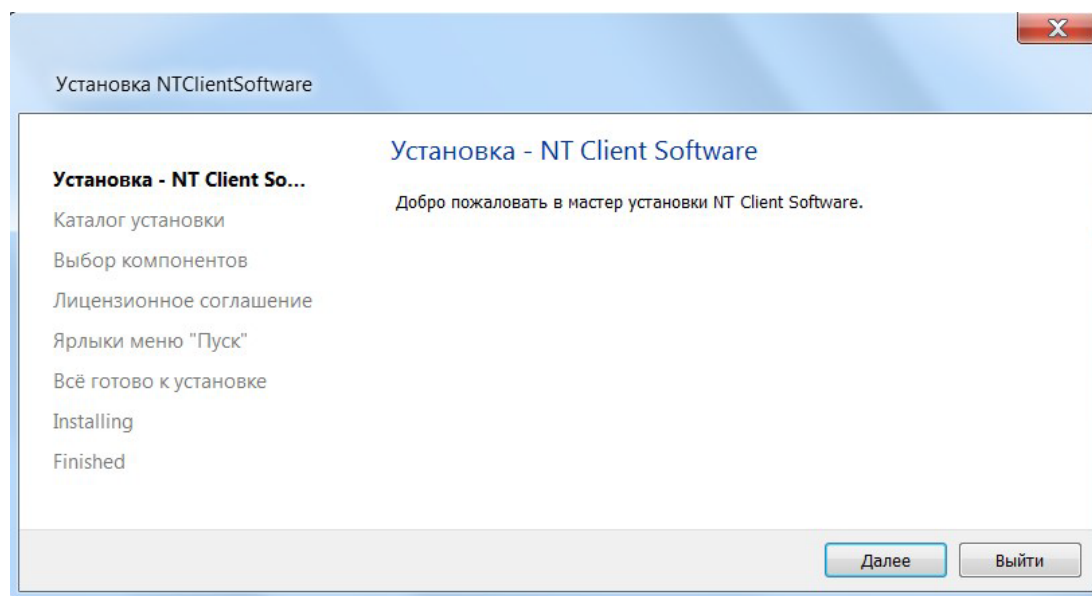 Установка NTClientSoftware
Установка - NT Client So...
Каталог установки
Выбор компонентов
Лицензионное соглашение
Ярлыки меню "Пуск"
Всё готово к установке
Installing
Finished
Установка - NT Client Software
Добро пожаловать в мастер установки NT Client Software.
Далее
Выйти